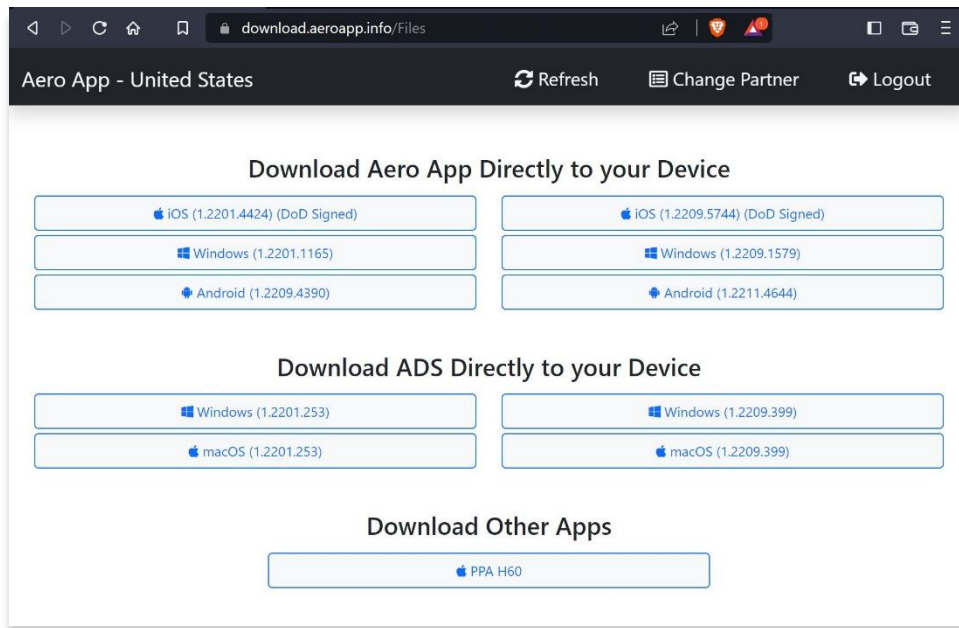 download.aeroapp.info/Files
1
Aero App - United States Refresh Change Partner Logout
Download Aero App Directly to your Device
iOS (1.2201.4424) (DoD Signed) iOS (1.2209.5744) (DoD Signed)
Windows (1.2201.1165) Windows (1.2209.1579)
Android (1.2209.4390) Android (1.2211.4644)
Download ADS Directly to your Device
Windows (1.2201.253) Windows (1.2209.399)
macOS (1.2201.253) macOS (1.2209.399)
Download Other Apps
PPA H60